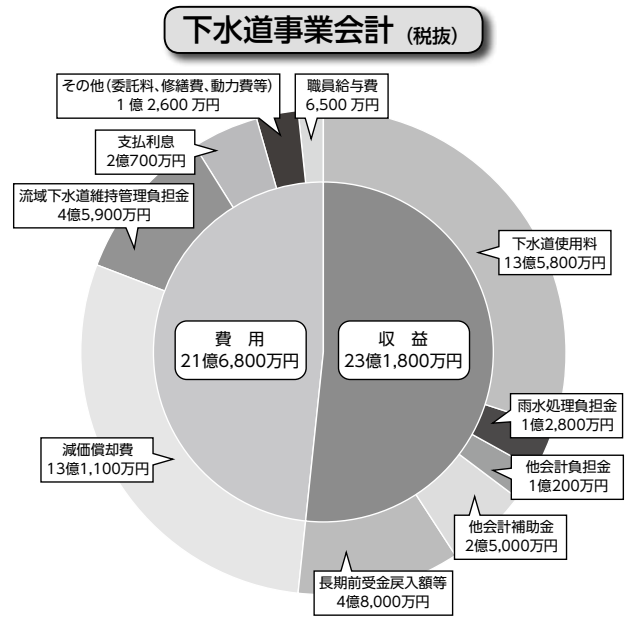 下水道事業会計（税抜）
その他（委託料、修繕費、動力費等）
1億2,600万円
職員給与費
6,500万円
支払利息
2億700万円
流域下水道維持管理負担金
4億5,900万円
下水道使用料
13億5,800万円
費　用
21億6,800万円
収　益
23億1,800万円
雨水処理負担金
1億2,800万円
減価償却費
13億1,100万円
他会計負担金
1億200万円
他会計補助金
2億5,000万円
長期前受金戻入額等
4億8,000万円